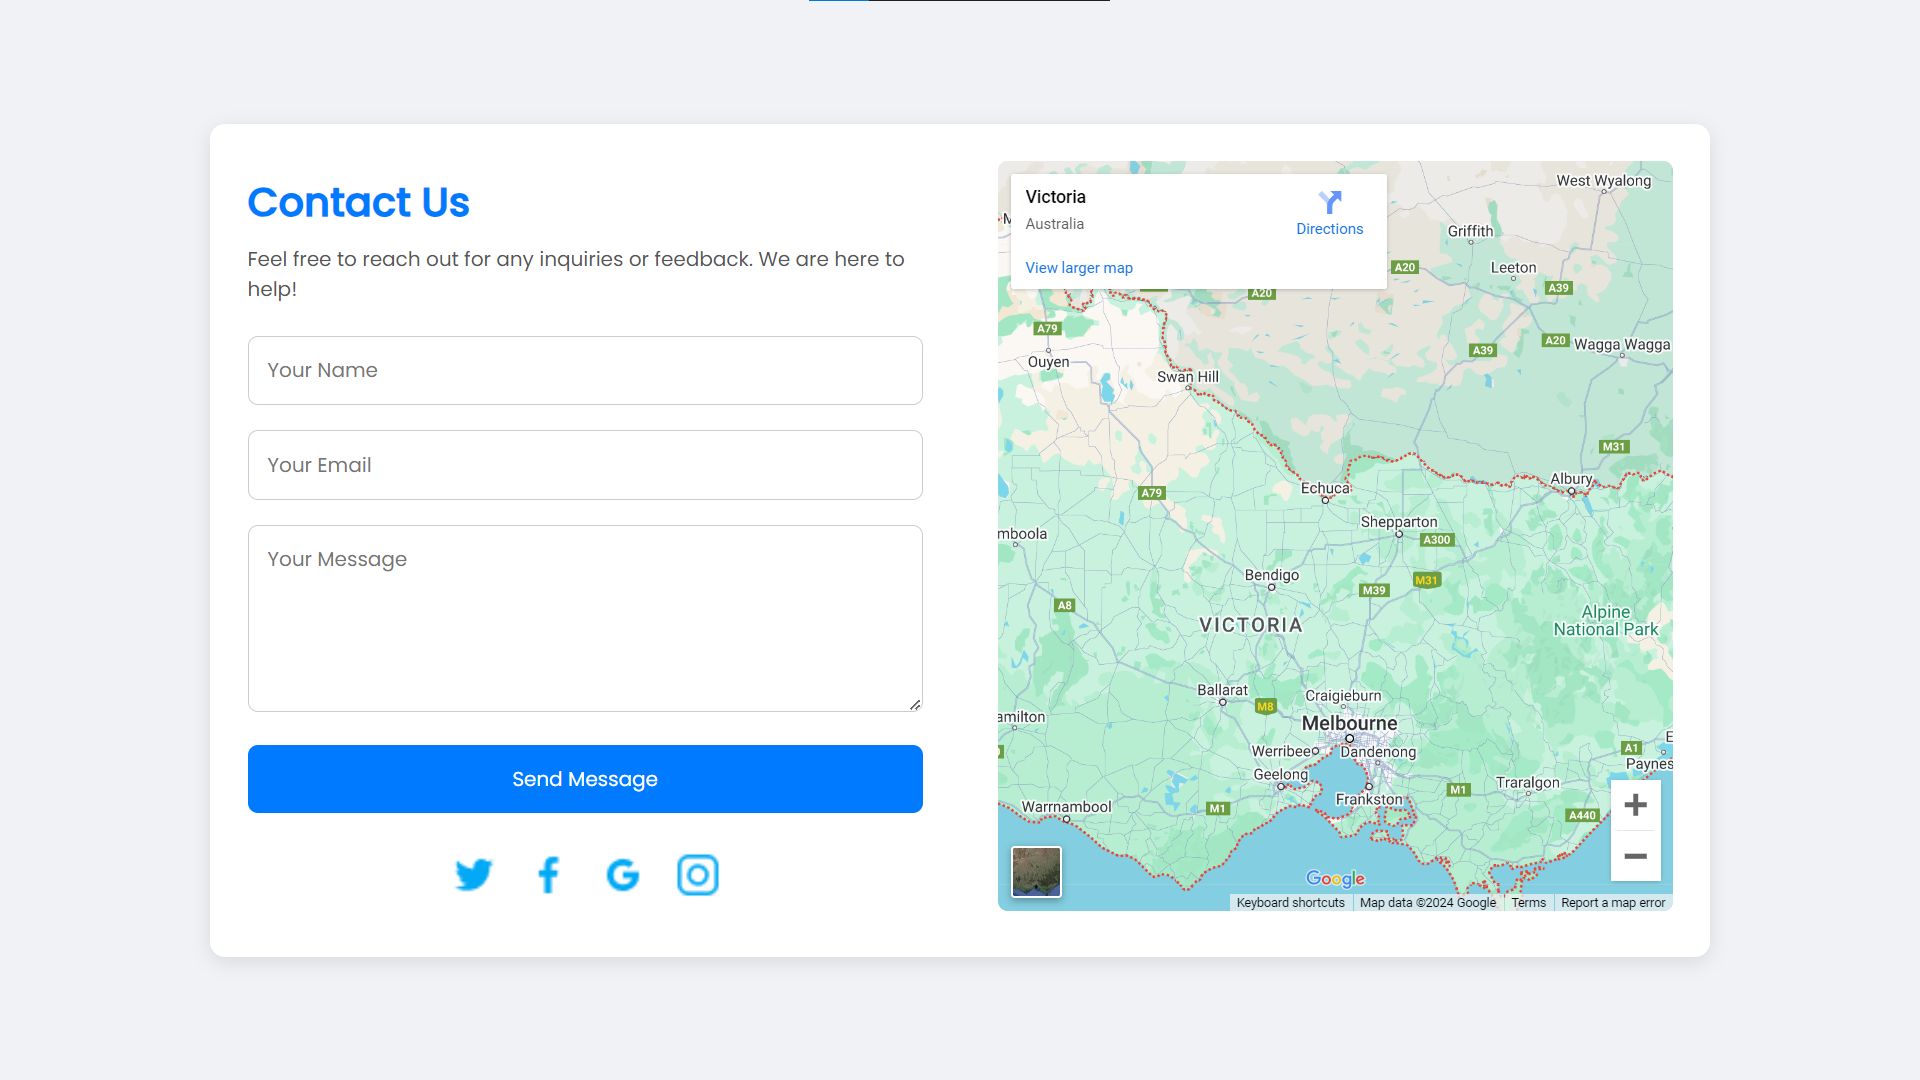 Contact Us
Feel free to reach out for any inquiries or feedback. We are here to
help!
Your Name
Your Email
Your Message
Send Message
Victoria
Australia
Directions
View larger map
West Wyalong
Griffith
A20
Leeton
A39
A20
A79
A39
A20
Wagga Wagga
Ouyen
Swan Hill
M31
Albury
Echuca
A79
Shepparton
A300
mboola
Bendigo
M31
M39
A8
Alpine
National Park
VICTORIA
Ballarat
Craigieburn
M8
amilton
Melbourne
Werribee
Dandenong
A1
Paynes
Geelong
Traralgon
M1
Frankston
Warrnambool
M1
A440
Google
Keyboard shortcuts
Map data ©2024 Google
Terms
Report a map error